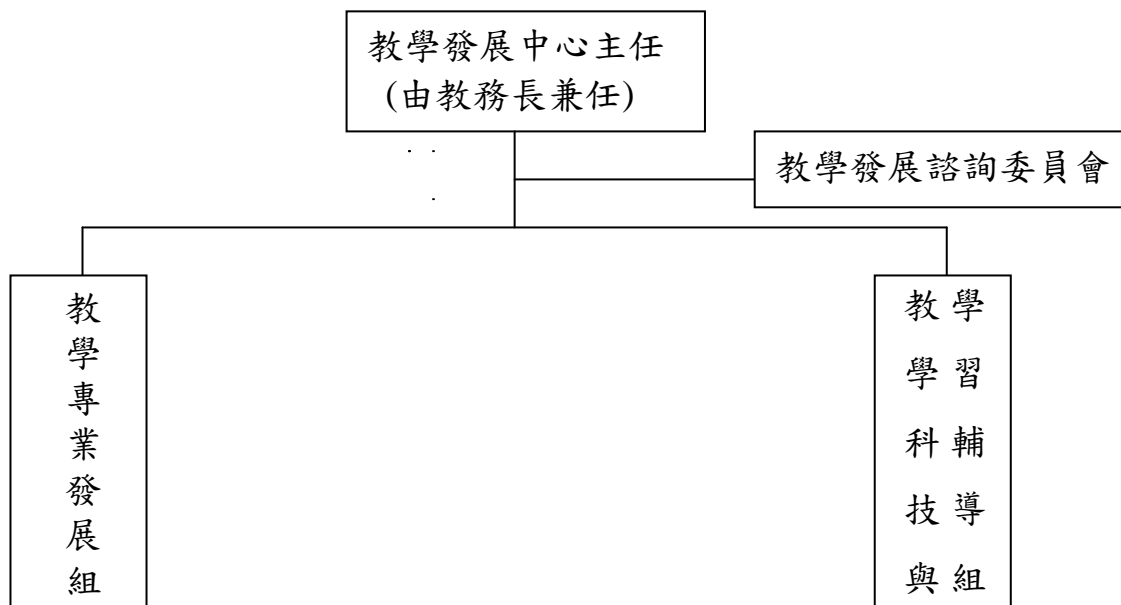 教學發展中心主任
(由教務長兼任)
教學發展諮詢委員會
教學專業發展組
教學科技與
學習輔導組